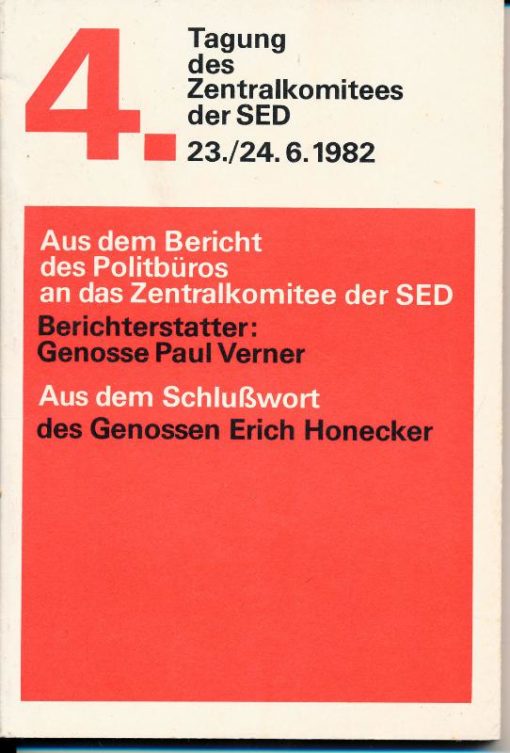 4.
Tagung
des
Zentralkomitees
der SED
23./24.6.1982
Aus dem Bericht
des Politbüros
an das Zentralkomitee der SED
Berichterstatter:
Genosse Paul Verner
Aus dem Schlußwort
des Genossen Erich Honecker